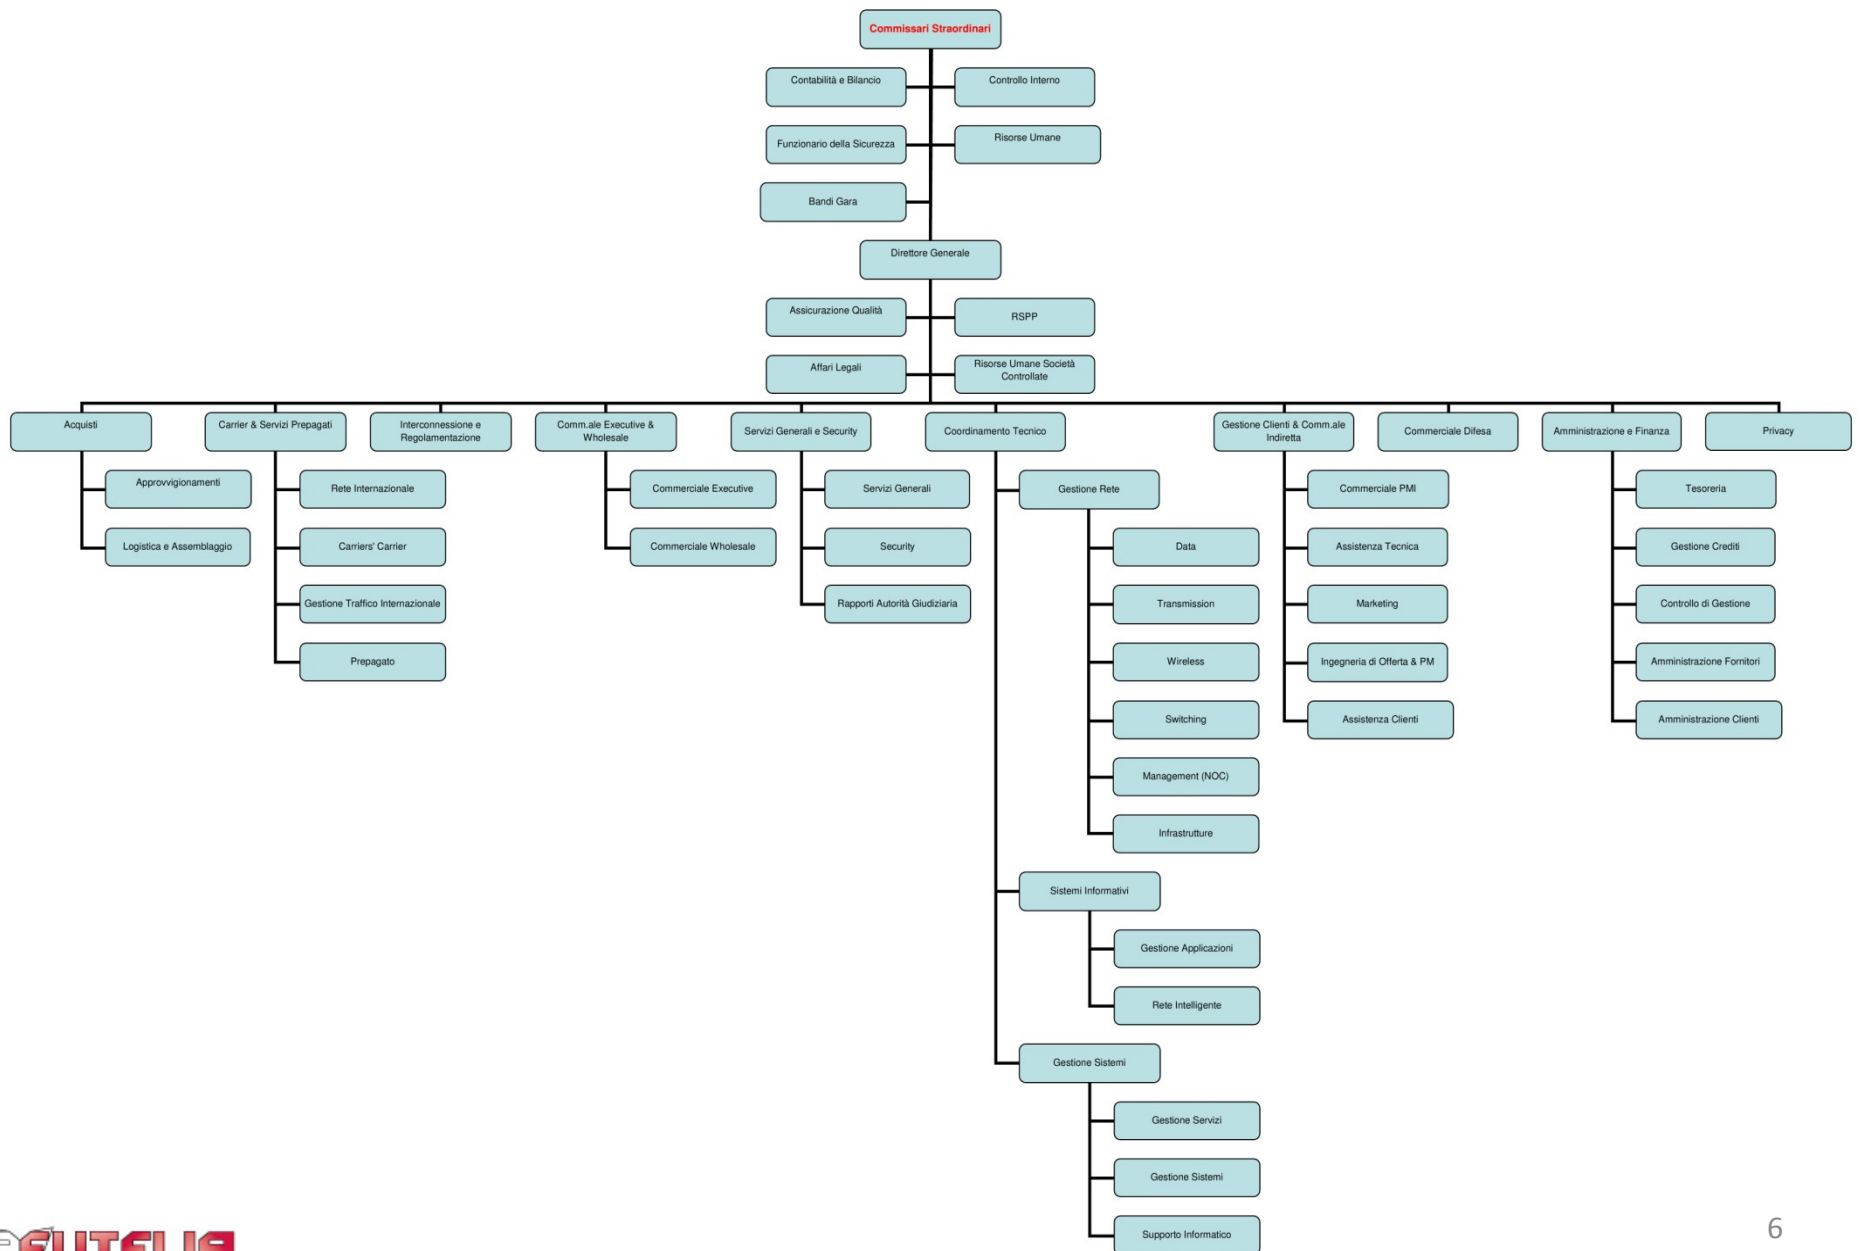 Commissari Straordinari
Contabilità e Bilancio
Controllo Interno
Funzionario della Sicurezza
Risorse Umane
Bandi Gara
Direttore Generale
Assicurazione Qualità
RSPP
Affari Legali
Risorse Umane Società
Controllate
Acquisti
Carrier & Servizi Prepagati
Interconnessione e
Regolamentazione
Comm.ale Executive &
Wholesale
Servizi Generali e Security
Coordinamento Tecnico
Gestione Clienti & Comm.ale
Indiretta
Commerciale Difesa
Amministrazione e Finanza
Privacy
Approvvigionamenti
Logistica e Assemblaggio
Rete Internazionale
Carriers' Carrier
Gestione Traffico Internazionale
Prepagato
Commerciale Executive
Commerciale Wholesale
Servizi Generali
Security
Rapporti Autorità Giudiziaria
Gestione Rete
Data
Transmission
Wireless
Switching
Management (NOC)
Infrastrutture
Sistemi Informativi
Gestione Applicazioni
Rete Intelligente
Gestione Sistemi
Gestione Servizi
Gestione Sistemi
Supporto Informatico
Commerciale PMI
Assistenza Tecnica
Marketing
Ingegneria di Offerta & PM
Assistenza Clienti
Tesoreria
Gestione Crediti
Controllo di Gestione
Amministrazione Fornitori
Amministrazione Clienti
EUTELIA
6